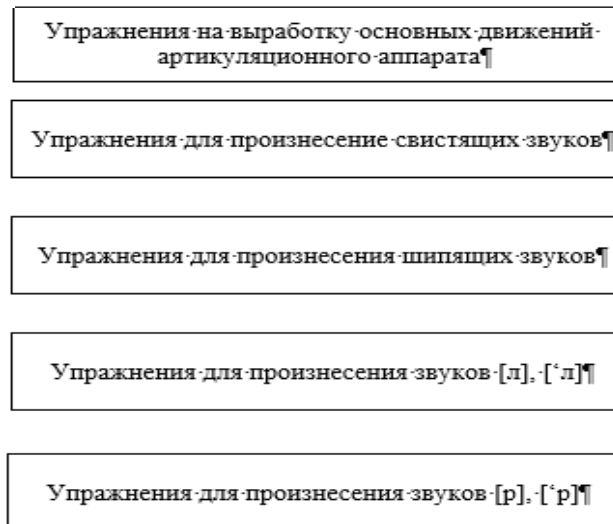 Упражнения на выработку основных движений
артикуляционного аппарата¶
Упражнения для произнесение свистящих звуков¶
Упражнения для произнесения шипящих звуков¶
Упражнения для произнесения звуков [л], [‘л]¶
Упражнения для произнесения звуков [р], [‘р]¶